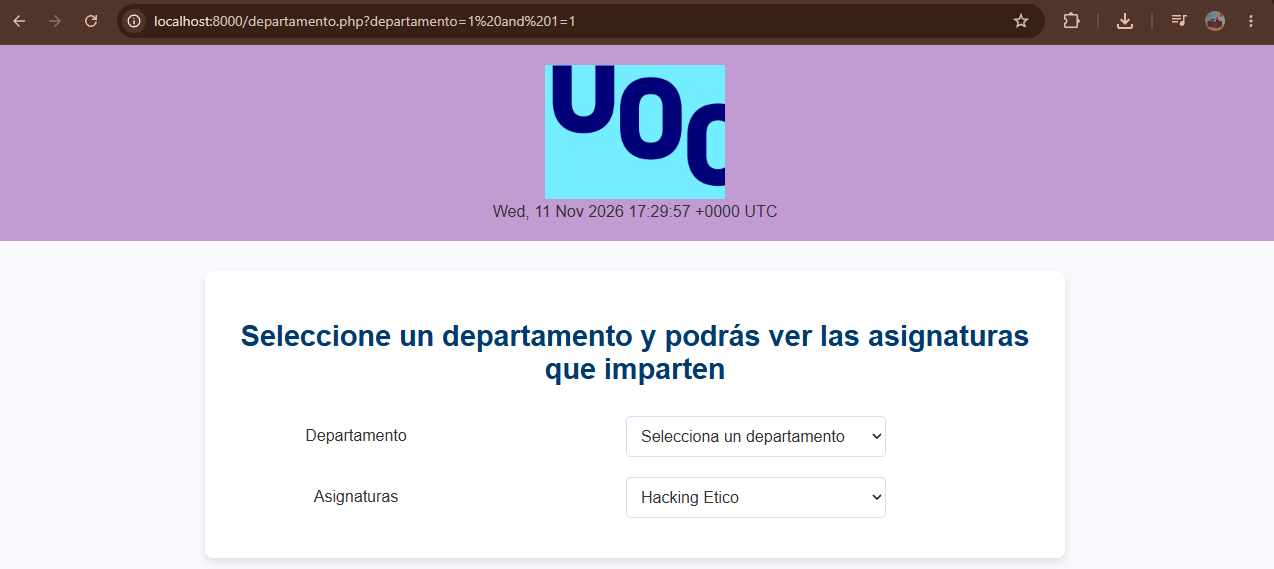 localhost:8000/departamento.php?departamento=1%20and%201=1
UOC
Wed, 11 Nov 2026 17:29:57 +0000 UTC
Seleccione un departamento y podrás ver las asignaturas
que imparten
Departamento
Selecciona un departamento
Asignaturas
Hacking Etico